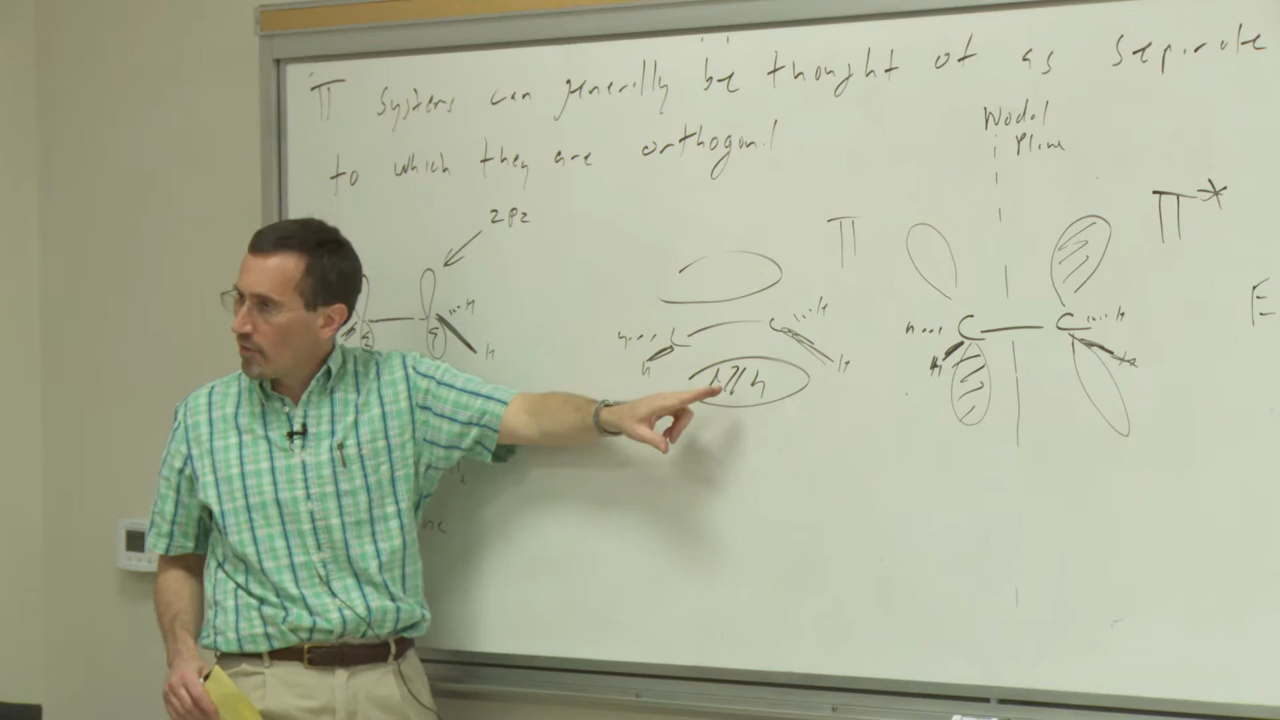 π systems can generally be thought of as separate
to which they are orthogonal
Nodal
Plane
2Pz
π
π*
H
H
H
C
C
H
H
H
H
C
C
H
H
E